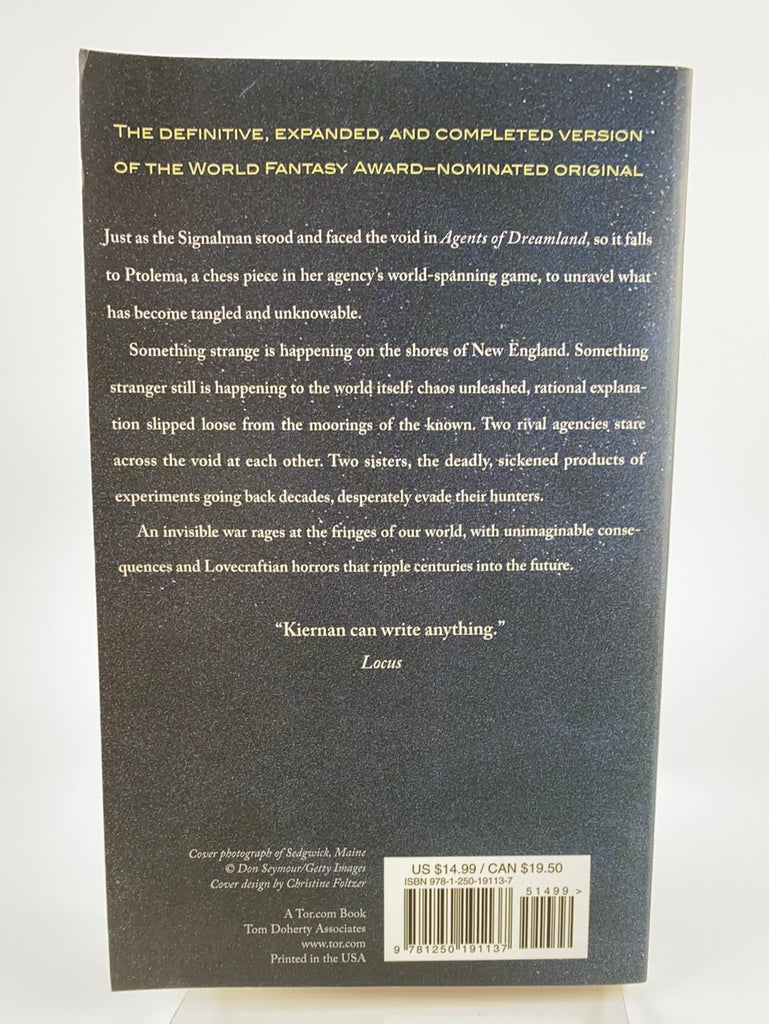 THE DEFINITIVE, EXPANDED, AND COMPLETED VERSION
OF THE WORLD FANTASY AWARD–NOMINATED ORIGINAL
Just as the Signalman stood and faced the void in Agents of Dreamland, so it falls
to Ptolema, a chess piece in her agency's world-spanning game, to unravel what
has become tangled and unknowable.
Something strange is happening on the shores of New England. Something
stranger still is happening to the world itself: chaos unleashed, rational explana-
tion slipped loose from the moorings of the known. Two rival agencies stare
across the void at each other. Two sisters, the deadly, sickened products of
experiments going back decades, desperately evade their hunters.
An invisible war rages at the fringes of our world, with unimaginable conse-
quences and Lovecraftian horrors that ripple centuries into the future.
“Kiernan can write anything.”
Locus
Cover photograph of Sedgwick, Maine
© Don Seymour/Getty Images
Cover design by Christine Foltzer
A Tor.com Book
Tom Doherty Associates
www.tor.com
Printed in the USA
US $14.99 / CAN $19.50
ISBN 978-1-250-19113-7
51499 >
9 781250 191137